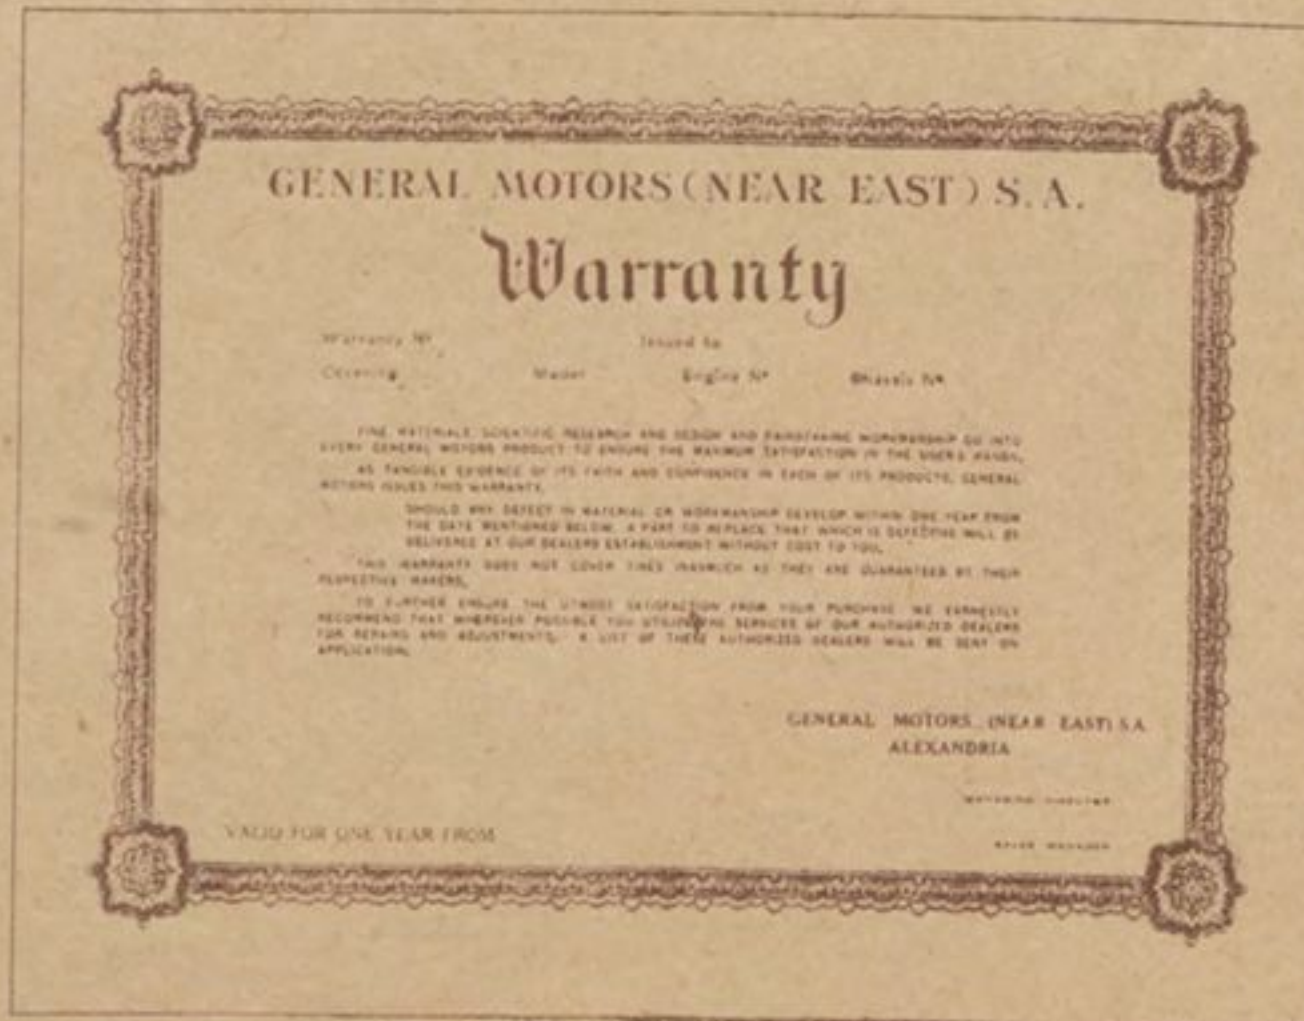 GENERAL MOTORS (NEAR EAST) S.A.
Warranty
Warranty Nº Issued to
Covering Model Engine Nº Chassis Nº
FINE MATERIALS, SCIENTIFIC RESEARCH AND DESIGN AND PAINSTAKING WORKMANSHIP GO INTO
EVERY GENERAL MOTORS PRODUCT TO ENSURE THE MAXIMUM SATISFACTION IN THE USER'S HANDS.
AS TANGIBLE EVIDENCE OF ITS FAITH AND CONFIDENCE IN EACH OF ITS PRODUCTS, GENERAL
MOTORS ISSUES THIS WARRANTY.
SHOULD ANY DEFECT IN MATERIAL OR WORKMANSHIP DEVELOP WITHIN ONE YEAR FROM
THE DATE MENTIONED BELOW, A PART TO REPLACE THAT WHICH IS DEFECTIVE WILL BE
DELIVERED AT OUR DEALERS ESTABLISHMENT WITHOUT COST TO YOU.
THIS WARRANTY DOES NOT COVER TIRES INASMUCH AS THEY ARE GUARANTEED BY THEIR
RESPECTIVE MAKERS.
TO FURTHER ENSURE THE UTMOST SATISFACTION FROM YOUR PURCHASE WE EARNESTLY
RECOMMEND THAT WHEREVER POSSIBLE YOU UTILIZE THE SERVICES OF OUR AUTHORIZED DEALERS
FOR REPAIRS AND ADJUSTMENTS. A LIST OF THESE AUTHORIZED DEALERS WILL BE SENT ON
APPLICATION.
GENERAL MOTORS (NEAR EAST) S.A.
ALEXANDRIA
MANAGING DIRECTOR
VALID FOR ONE YEAR FROM
SALES MANAGER